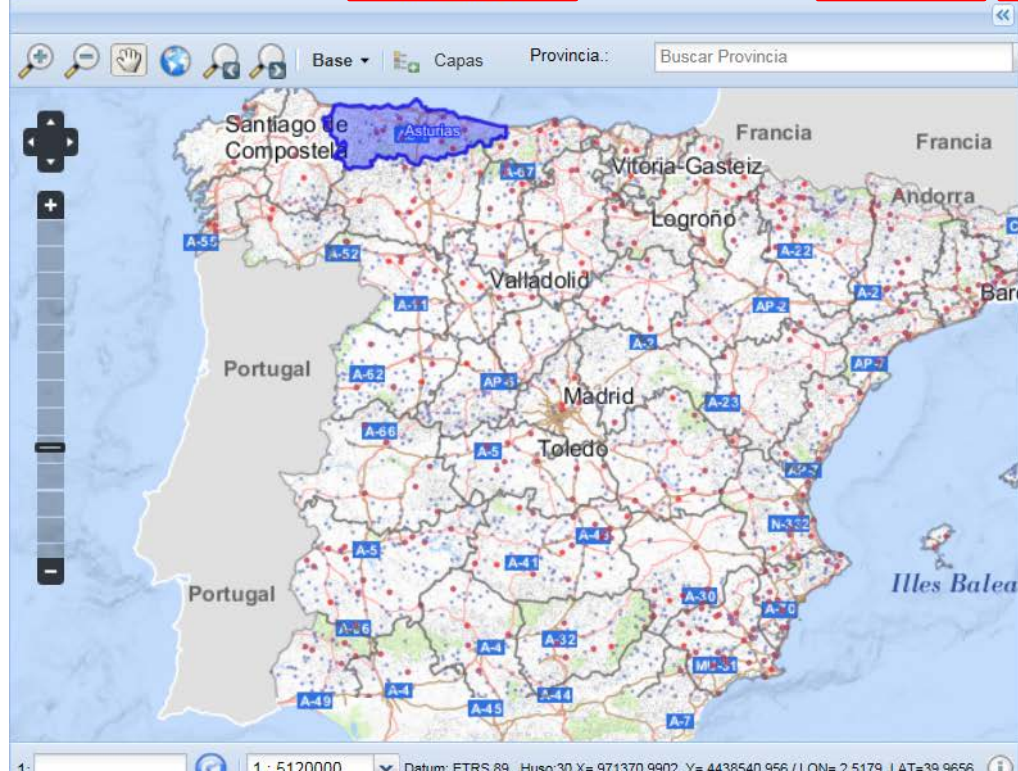 Base
Capas
Provincia.:
Buscar Provincia
Santiago de
Compostela
Asturias
Francia
Francia
A-67
Vitoria-Gasteiz
Andorra
Logroño
A-55
A-52
A-22
Valladolid
A-2
Bar
A-11
AP-2
A-2
Portugal
A-62
AP-6
AP-7
Madrid
A-23
A-66
A-5
Toledo
AP-7
N-332
A-43
A-5
A-41
Illes Balea
Portugal
A-30
A-70
A-66
A-4
A-32
MU-31
A-49
A-4
A-45
A-44
A-7
1:
1 : 5120000
Datum: ETRS 89 Huso:30 X= 971370.9902 Y= 4438540.956 / LON= 2.5179 LAT=39.9656